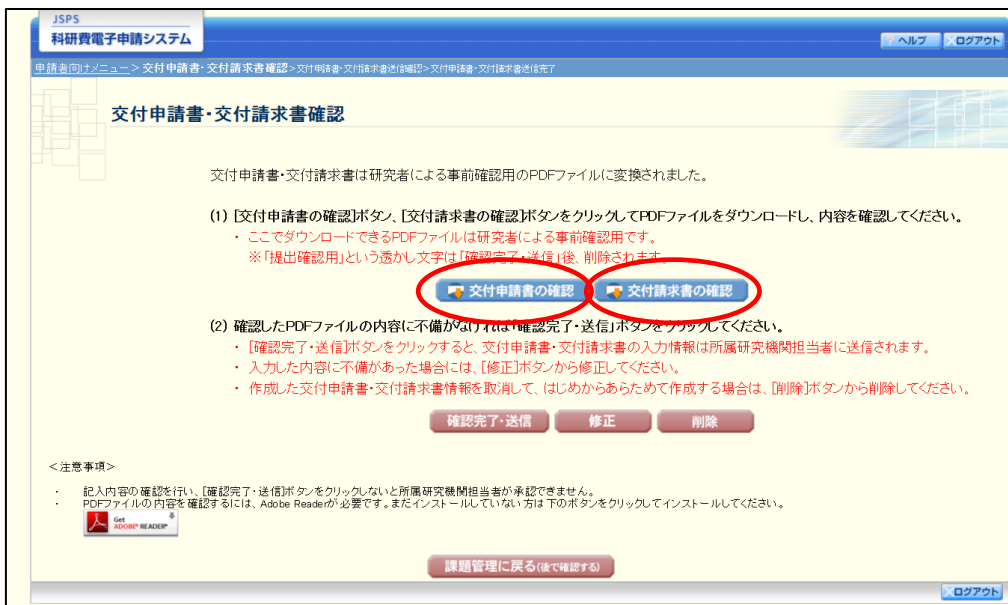 JSPS
科研費電子申請システム
ヘルプ
ログアウト
申請者向けメニュー>交付申請書・交付請求書確認>交付申請書・交付請求書送信確認>交付申請書・交付請求書送信完了
交付申請書・交付請求書確認
交付申請書・交付請求書は研究者による事前確認用のPDFファイルに変換されました。
(1) [交付申請書の確認]ボタン、[交付請求書の確認]ボタンをクリックしてPDFファイルをダウンロードし、内容を確認してください。
・ ここでダウンロードできるPDFファイルは研究者による事前確認用です。
※「提出確認用」という透かし文字は「確認完了・送信」後、削除されます。
交付申請書の確認
交付請求書の確認
(2) 確認したPDFファイルの内容に不備がなければ「確認完了・送信」ボタンをクリックしてください。
・ [確認完了・送信]ボタンをクリックすると、交付申請書・交付請求書の入力情報は所属研究機関担当者に送信されます。
・ 入力した内容に不備があった場合には、[修正]ボタンから修正してください。
・ 作成した交付申請書・交付請求書情報を取消して、はじめからあらためて作成する場合は、[削除]ボタンから削除してください。
確認完了・送信
修正
削除
<注意事項>
・ 記入内容の確認を行い、[確認完了・送信]ボタンをクリックしないと所属研究機関担当者が承認できません。
・ PDFファイルの内容を確認するには、Adobe Readerが必要です。まだインストールしていない方は下のボタンをクリックしてインストールしてください。
Get
ADOBE® READER®
課題管理に戻る(後で確認する)
ログアウト